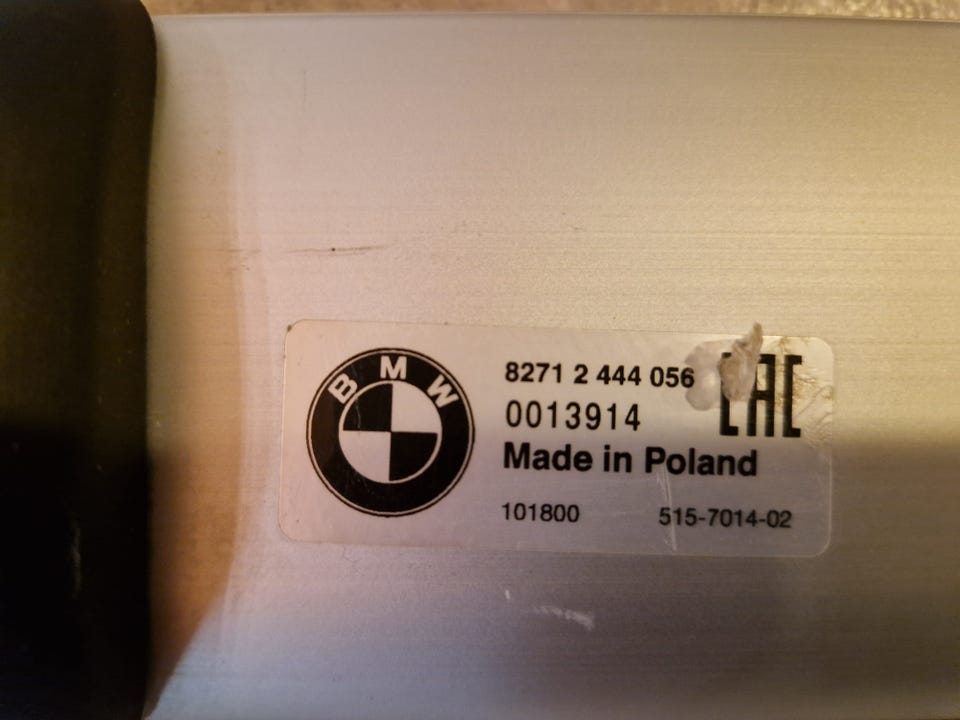 BMW
8271 2 444 056
EAC
0013914
Made in Poland
101800 515-7014-02